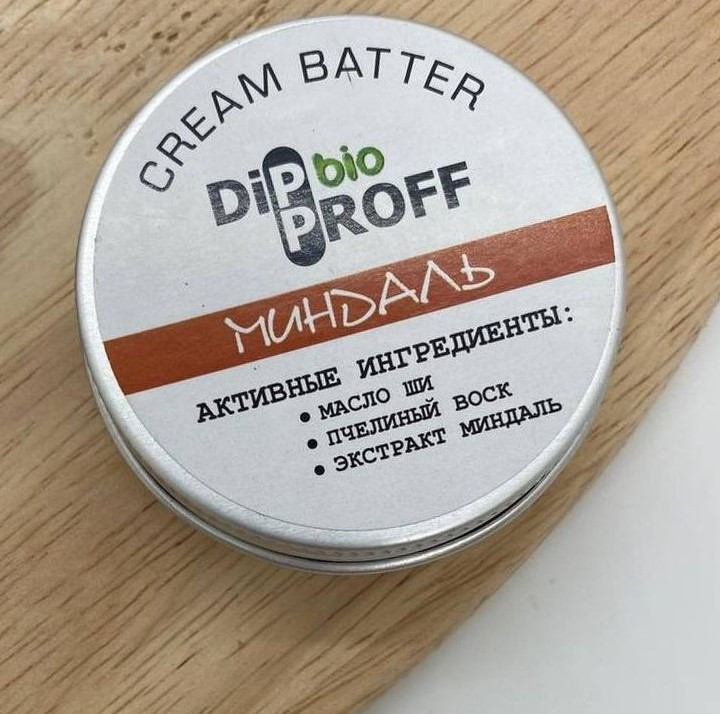 CREAM BATTER
DiP bio
PROFF
МИНДАЛЬ
АКТИВНЫЕ ИНГРЕДИЕНТЫ:
• МАСЛО ШИ
• ПЧЕЛИНЫЙ ВОСК
• ЭКСТРАКТ МИНДАЛЬ